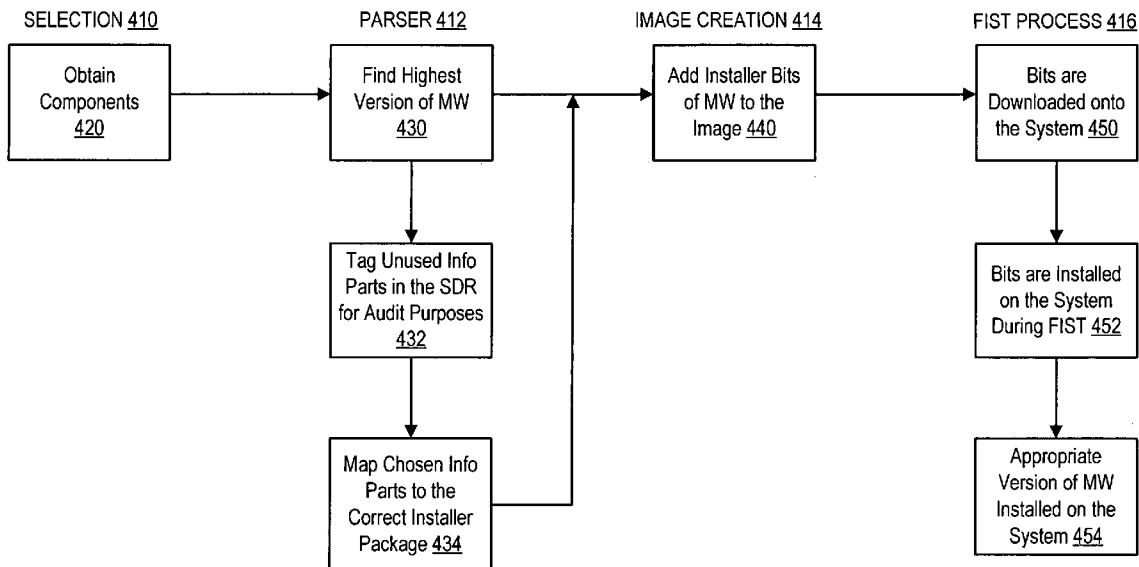 SELECTION 410
PARSER 412
IMAGE CREATION 414
FIST PROCESS 416
Obtain
Components
420
Find Highest
Version of MW
430
Add Installer Bits
of MW to the
Image 440
Bits are
Downloaded onto
the System 450
Tag Unused Info
Parts in the SDR
for Audit Purposes
432
Bits are Installed
on the System
During FIST 452
Map Chosen Info
Parts to the
Correct Installer
Package 434
Appropriate
Version of MW
Installed on the
System 454